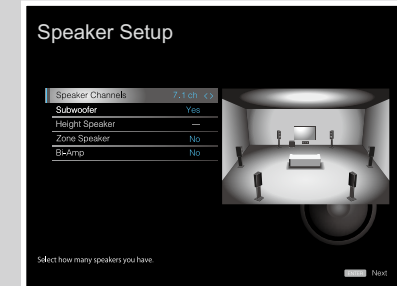 Speaker Setup
Speaker Channels 7.1 ch <>
Subwoofer Yes
Height Speaker ---
Zone Speaker No
Bi-Amp No
Select how many speakers you have.
ENTER Next